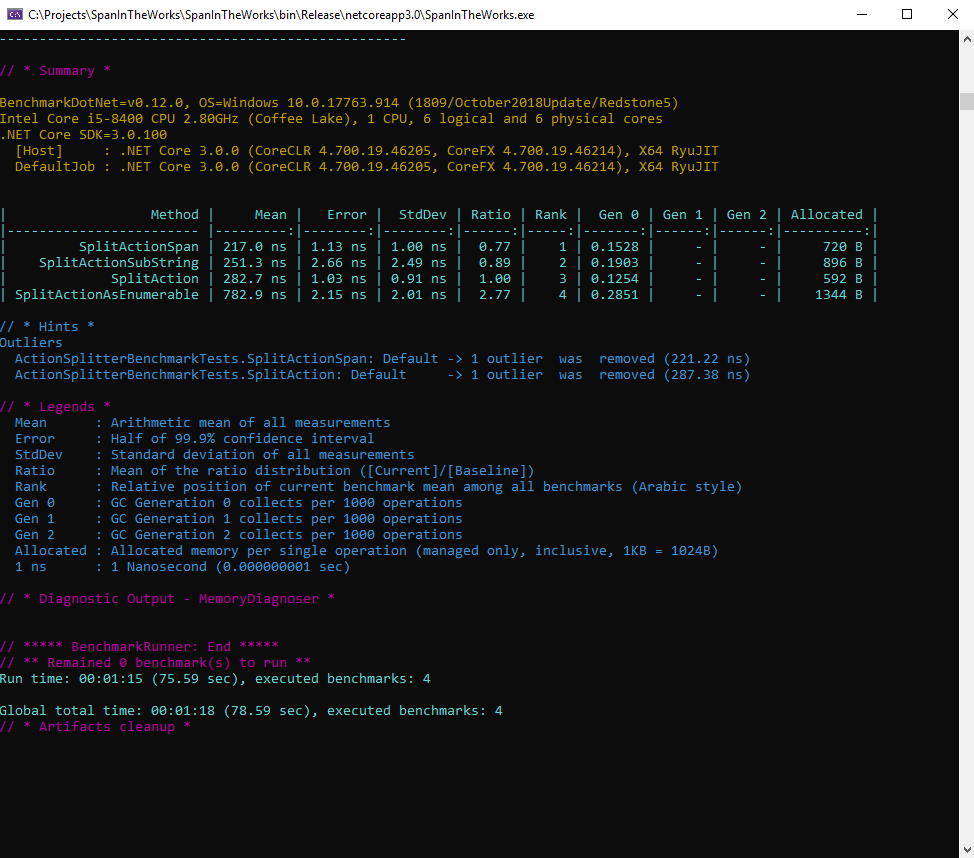 C:\Projects\SpanInTheWorks\SpanInTheWorks\bin\Release\netcoreapp3.0\SpanInTheWorks.exe
---------------------------------------------------
// * Summary *
BenchmarkDotNet=v0.12.0, OS=Windows 10.0.17763.914 (1809/October2018Update/Redstone5)
Intel Core i5-8400 CPU 2.80GHz (Coffee Lake), 1 CPU, 6 logical and 6 physical cores
.NET Core SDK=3.0.100
  [Host]     : .NET Core 3.0.0 (CoreCLR 4.700.19.46205, CoreFX 4.700.19.46214), X64 RyuJIT
  DefaultJob : .NET Core 3.0.0 (CoreCLR 4.700.19.46205, CoreFX 4.700.19.46214), X64 RyuJIT
|                  Method |     Mean |   Error |  StdDev | Ratio | Rank |  Gen 0 | Gen 1 | Gen 2 | Allocated |
|------------------------ |---------:|--------:|--------:|------:|-----:|-------:|------:|------:|----------:|
|         SplitActionSpan | 217.0 ns | 1.13 ns | 1.00 ns |  0.77 |    1 | 0.1528 |     - |     - |     720 B |
|    SplitActionSubString | 251.3 ns | 2.66 ns | 2.49 ns |  0.89 |    2 | 0.1903 |     - |     - |     896 B |
|             SplitAction | 282.7 ns | 1.03 ns | 0.91 ns |  1.00 |    3 | 0.1254 |     - |     - |     592 B |
| SplitActionAsEnumerable | 782.9 ns | 2.15 ns | 2.01 ns |  2.77 |    4 | 0.2851 |     - |     - |    1344 B |
// * Hints *
Outliers
  ActionSplitterBenchmarkTests.SplitActionSpan: Default -> 1 outlier  was  removed (221.22 ns)
  ActionSplitterBenchmarkTests.SplitAction: Default     -> 1 outlier  was  removed (287.38 ns)
// * Legends *
  Mean      : Arithmetic mean of all measurements
  Error     : Half of 99.9% confidence interval
  StdDev    : Standard deviation of all measurements
  Ratio     : Mean of the ratio distribution ([Current]/[Baseline])
  Rank      : Relative position of current benchmark mean among all benchmarks (Arabic style)
  Gen 0     : GC Generation 0 collects per 1000 operations
  Gen 1     : GC Generation 1 collects per 1000 operations
  Gen 2     : GC Generation 2 collects per 1000 operations
  Allocated : Allocated memory per single operation (managed only, inclusive, 1KB = 1024B)
  1 ns      : 1 Nanosecond (0.000000001 sec)
// * Diagnostic Output - MemoryDiagnoser *
// ***** BenchmarkRunner: End *****
// ** Remained 0 benchmark(s) to run **
Run time: 00:01:15 (75.59 sec), executed benchmarks: 4
Global total time: 00:01:18 (78.59 sec), executed benchmarks: 4
// * Artifacts cleanup *